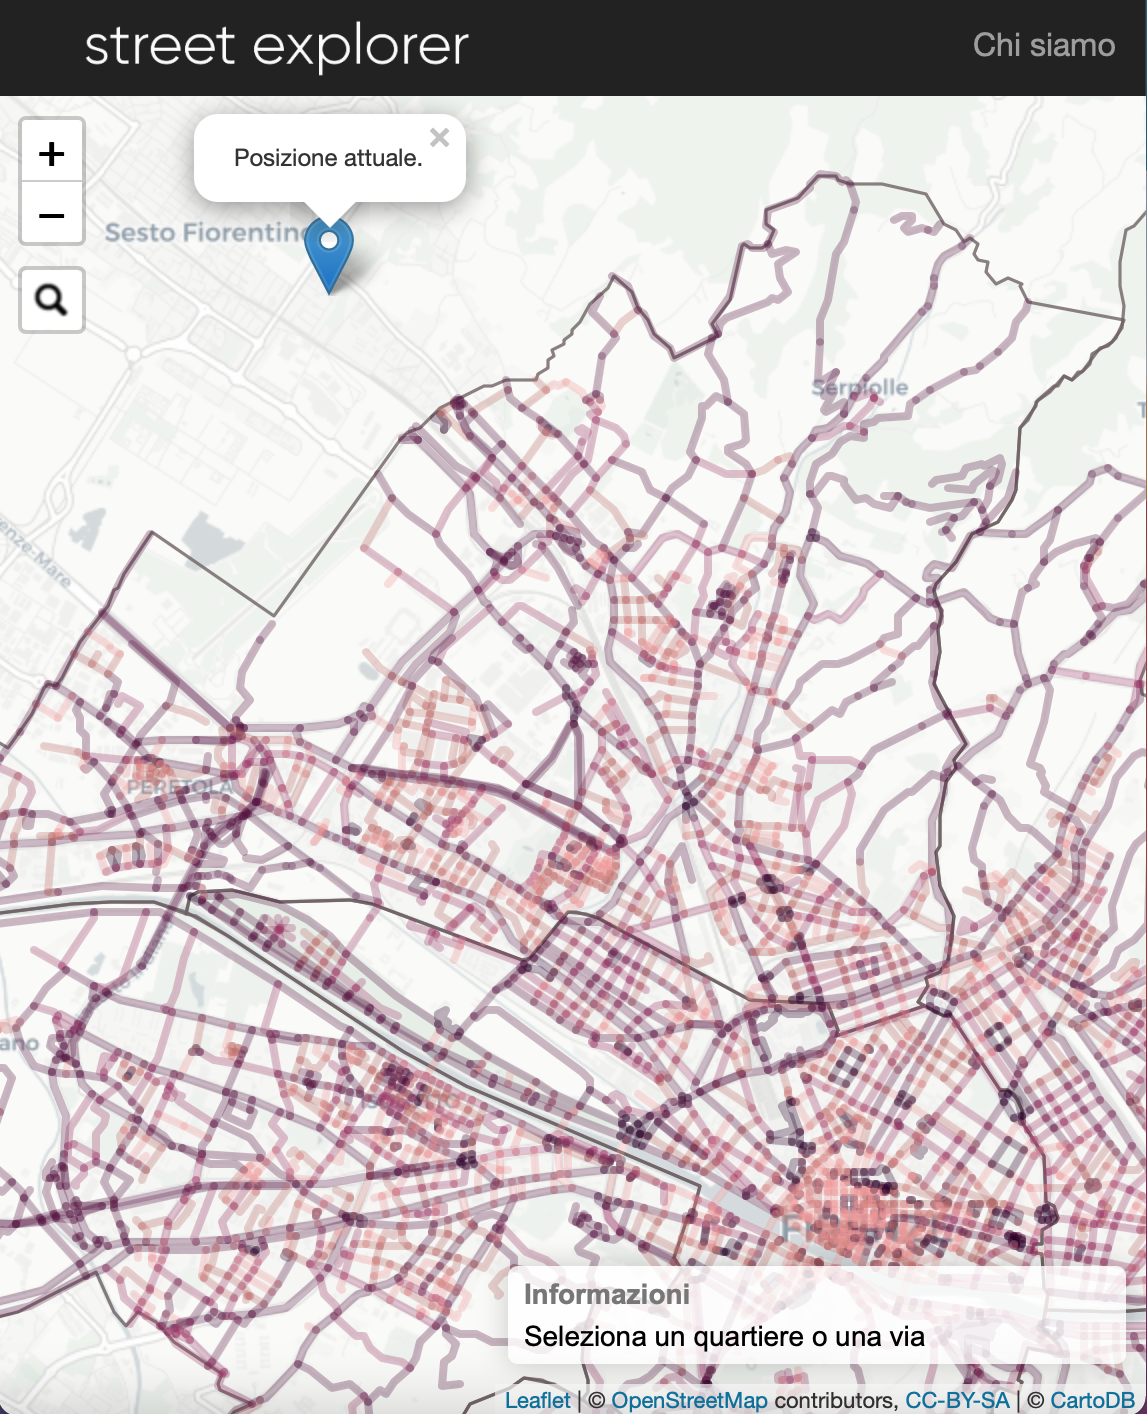 street explorer
Chi siamo
+
Posizione attuale.
×
−
Sesto Fiorentino
Serpiolle
enze-Mare
PERETOLA
ano
Informazioni
Seleziona un quartiere o una via
Leaflet | © OpenStreetMap contributors, CC-BY-SA | © CartoDB